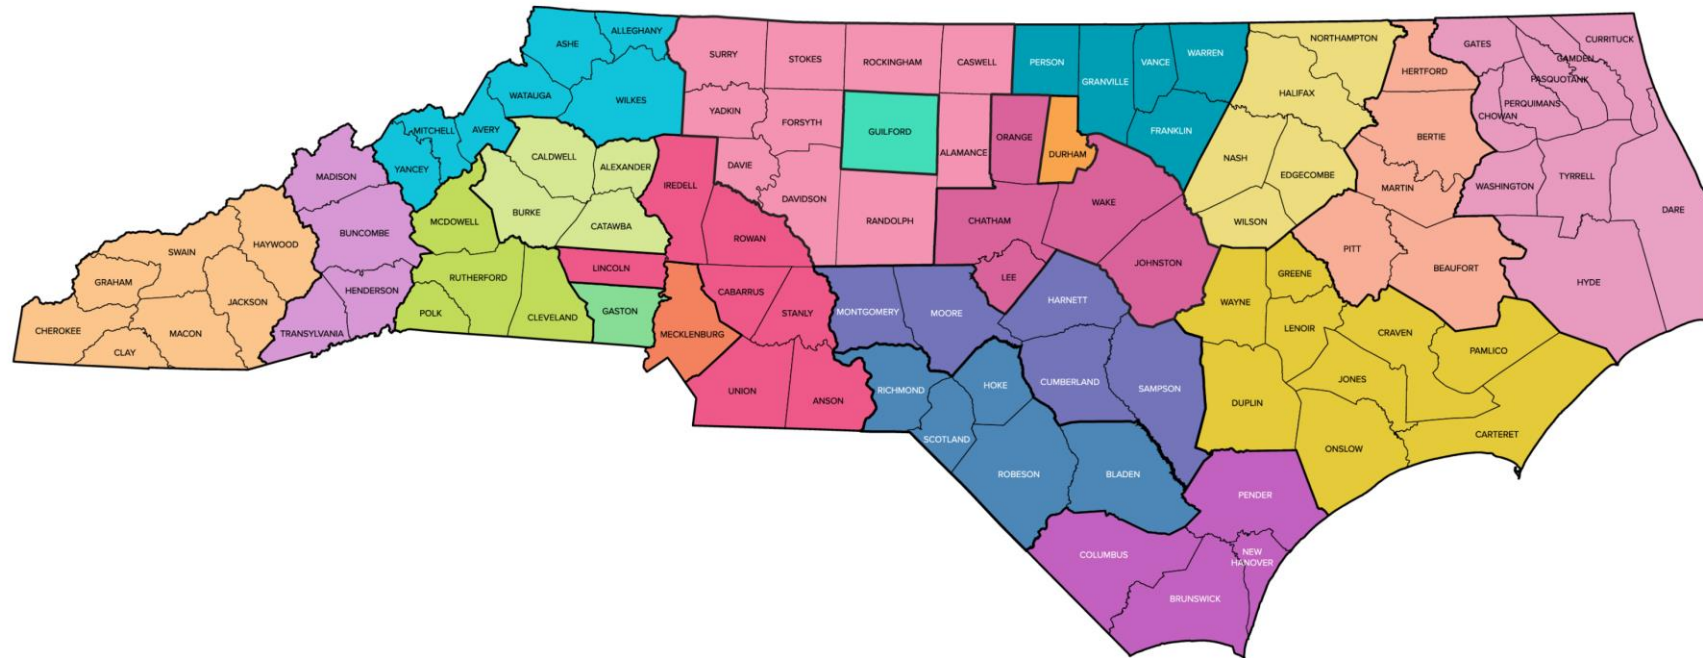 ASHE
ALLEGHANY
SURRY
STOKES
ROCKINGHAM
CASWELL
PERSON
GRANVILLE
VANCE
WARREN
NORTHAMPTON
GATES
CURRITUCK
CAMDEN
PASQUOTANK
HERTFORD
PERQUIMANS
CHOWAN
WATAUGA
WILKES
YADKIN
FORSYTH
GUILFORD
ALAMANCE
ORANGE
DURHAM
FRANKLIN
HALIFAX
BERTIE
MITCHELL
AVERY
YANCEY
CALDWELL
ALEXANDER
IREDELL
DAVIE
DAVIDSON
RANDOLPH
CHATHAM
WAKE
NASH
EDGECOMBE
MARTIN
WASHINGTON
TYRRELL
DARE
MADISON
BUNCOMBE
MCDOWELL
BURKE
CATAWBA
ROWAN
WILSON
PITT
BEAUFORT
HYDE
HAYWOOD
SWAIN
GRAHAM
JACKSON
HENDERSON
RUTHERFORD
LINCOLN
CABARRUS
STANLY
MONTGOMERY
MOORE
LEE
HARNETT
JOHNSTON
WAYNE
GREENE
LENOIR
CRAVEN
PAMLICO
CHEROKEE
CLAY
MACON
TRANSYLVANIA
POLK
CLEVELAND
GASTON
MECKLENBURG
UNION
ANSON
RICHMOND
HOKE
SCOTLAND
CUMBERLAND
SAMPSON
DUPLIN
JONES
ONSLOW
CARTERET
ROBESON
BLADEN
PENDER
COLUMBUS
NEW
HANOVER
BRUNSWICK